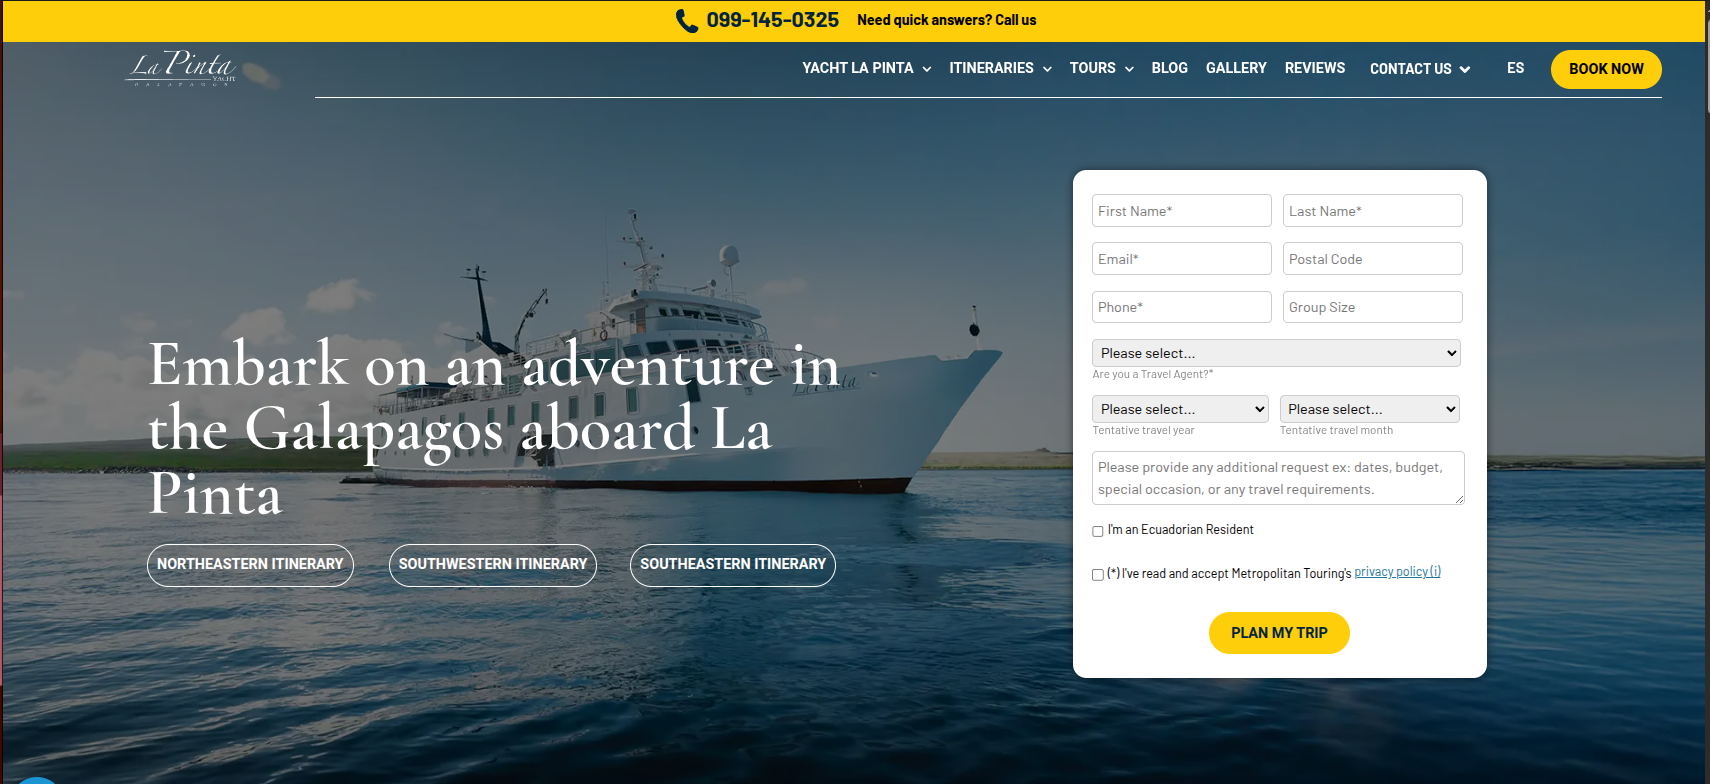 099-145-0325 Need quick answers? Call us
La Pinta
YACHT
GALAPAGOS
YACHT LA PINTA ITINERARIES TOURS BLOG GALLERY REVIEWS CONTACT US ES BOOK NOW
Embark on an adventure in
the Galapagos aboard La
Pinta
La Pinta
NORTHEASTERN ITINERARY SOUTHWESTERN ITINERARY SOUTHEASTERN ITINERARY
First Name* Last Name*
Email* Postal Code
Phone* Group Size
Please select...
Are you a Travel Agent?*
Please select... Please select...
Tentative travel year Tentative travel month
Please provide any additional request ex: dates, budget,
special occasion, or any travel requirements.
I'm an Ecuadorian Resident
(*) I've read and accept Metropolitan Touring's privacy policy (i)
PLAN MY TRIP